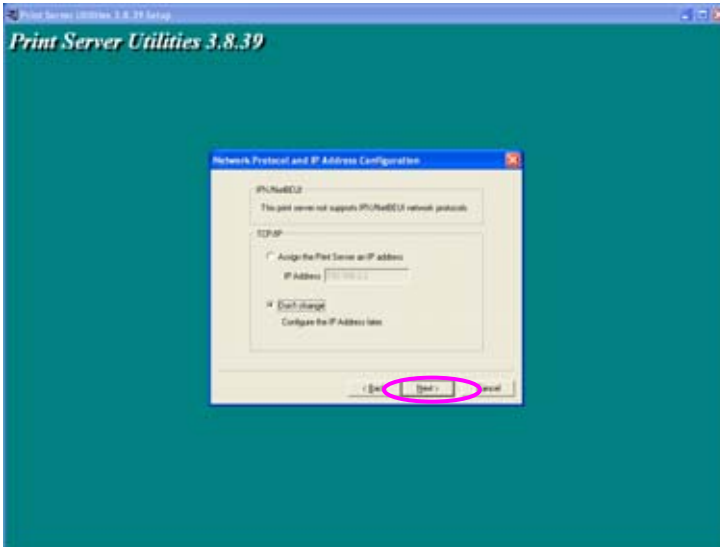 Print Server Utilities 3.8.39 Setup
Print Server Utilities 3.8.39
Network Protocol and IP Address Configuration
IPX/NetBEUI
This print server not supports IPX/NetBEUI network protocols
TCP/IP
Assign the Print Server an IP address
IP Address
Don't change
Configure the IP Address later.
< Back
Next >
Cancel